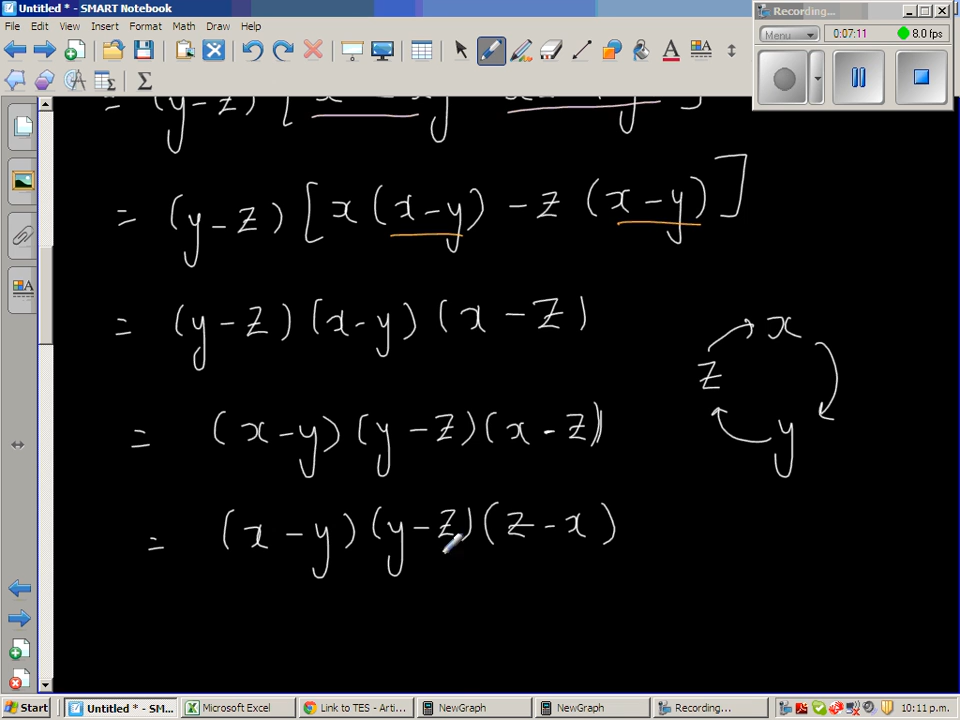 Untitled * - SMART Notebook
Recording...
File Edit View Insert Format Math Draw Help
Menu 0:07:11 8.0 fps
= (y-z) [x(x-y) - z (x-y)]
= (y-z) (x-y) (x-z)
x
z
y
= (x-y) (y-z) (x-z)
= (x-y) (y-z) (z-x)
Start Untitled * - SM... Microsoft Excel Link to TES - Arti... NewGraph NewGraph Recording... 10:11 p.m.